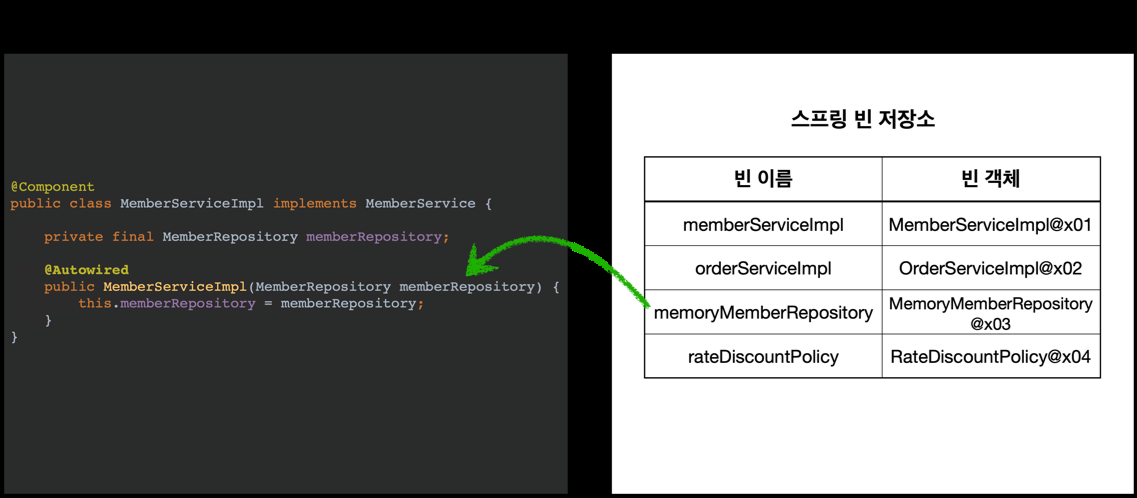 @Component
public class MemberServiceImpl implements MemberService {
private final MemberRepository memberRepository;
@Autowired
public MemberServiceImpl(MemberRepository memberRepository) {
this.memberRepository = memberRepository;
}
}
스프링 빈 저장소
빈 이름 빈 객체
memberServiceImpl MemberServiceImpl@x01
orderServiceImpl OrderServiceImpl@x02
memoryMemberRepository MemoryMemberRepository
@x03
rateDiscountPolicy RateDiscountPolicy@x04